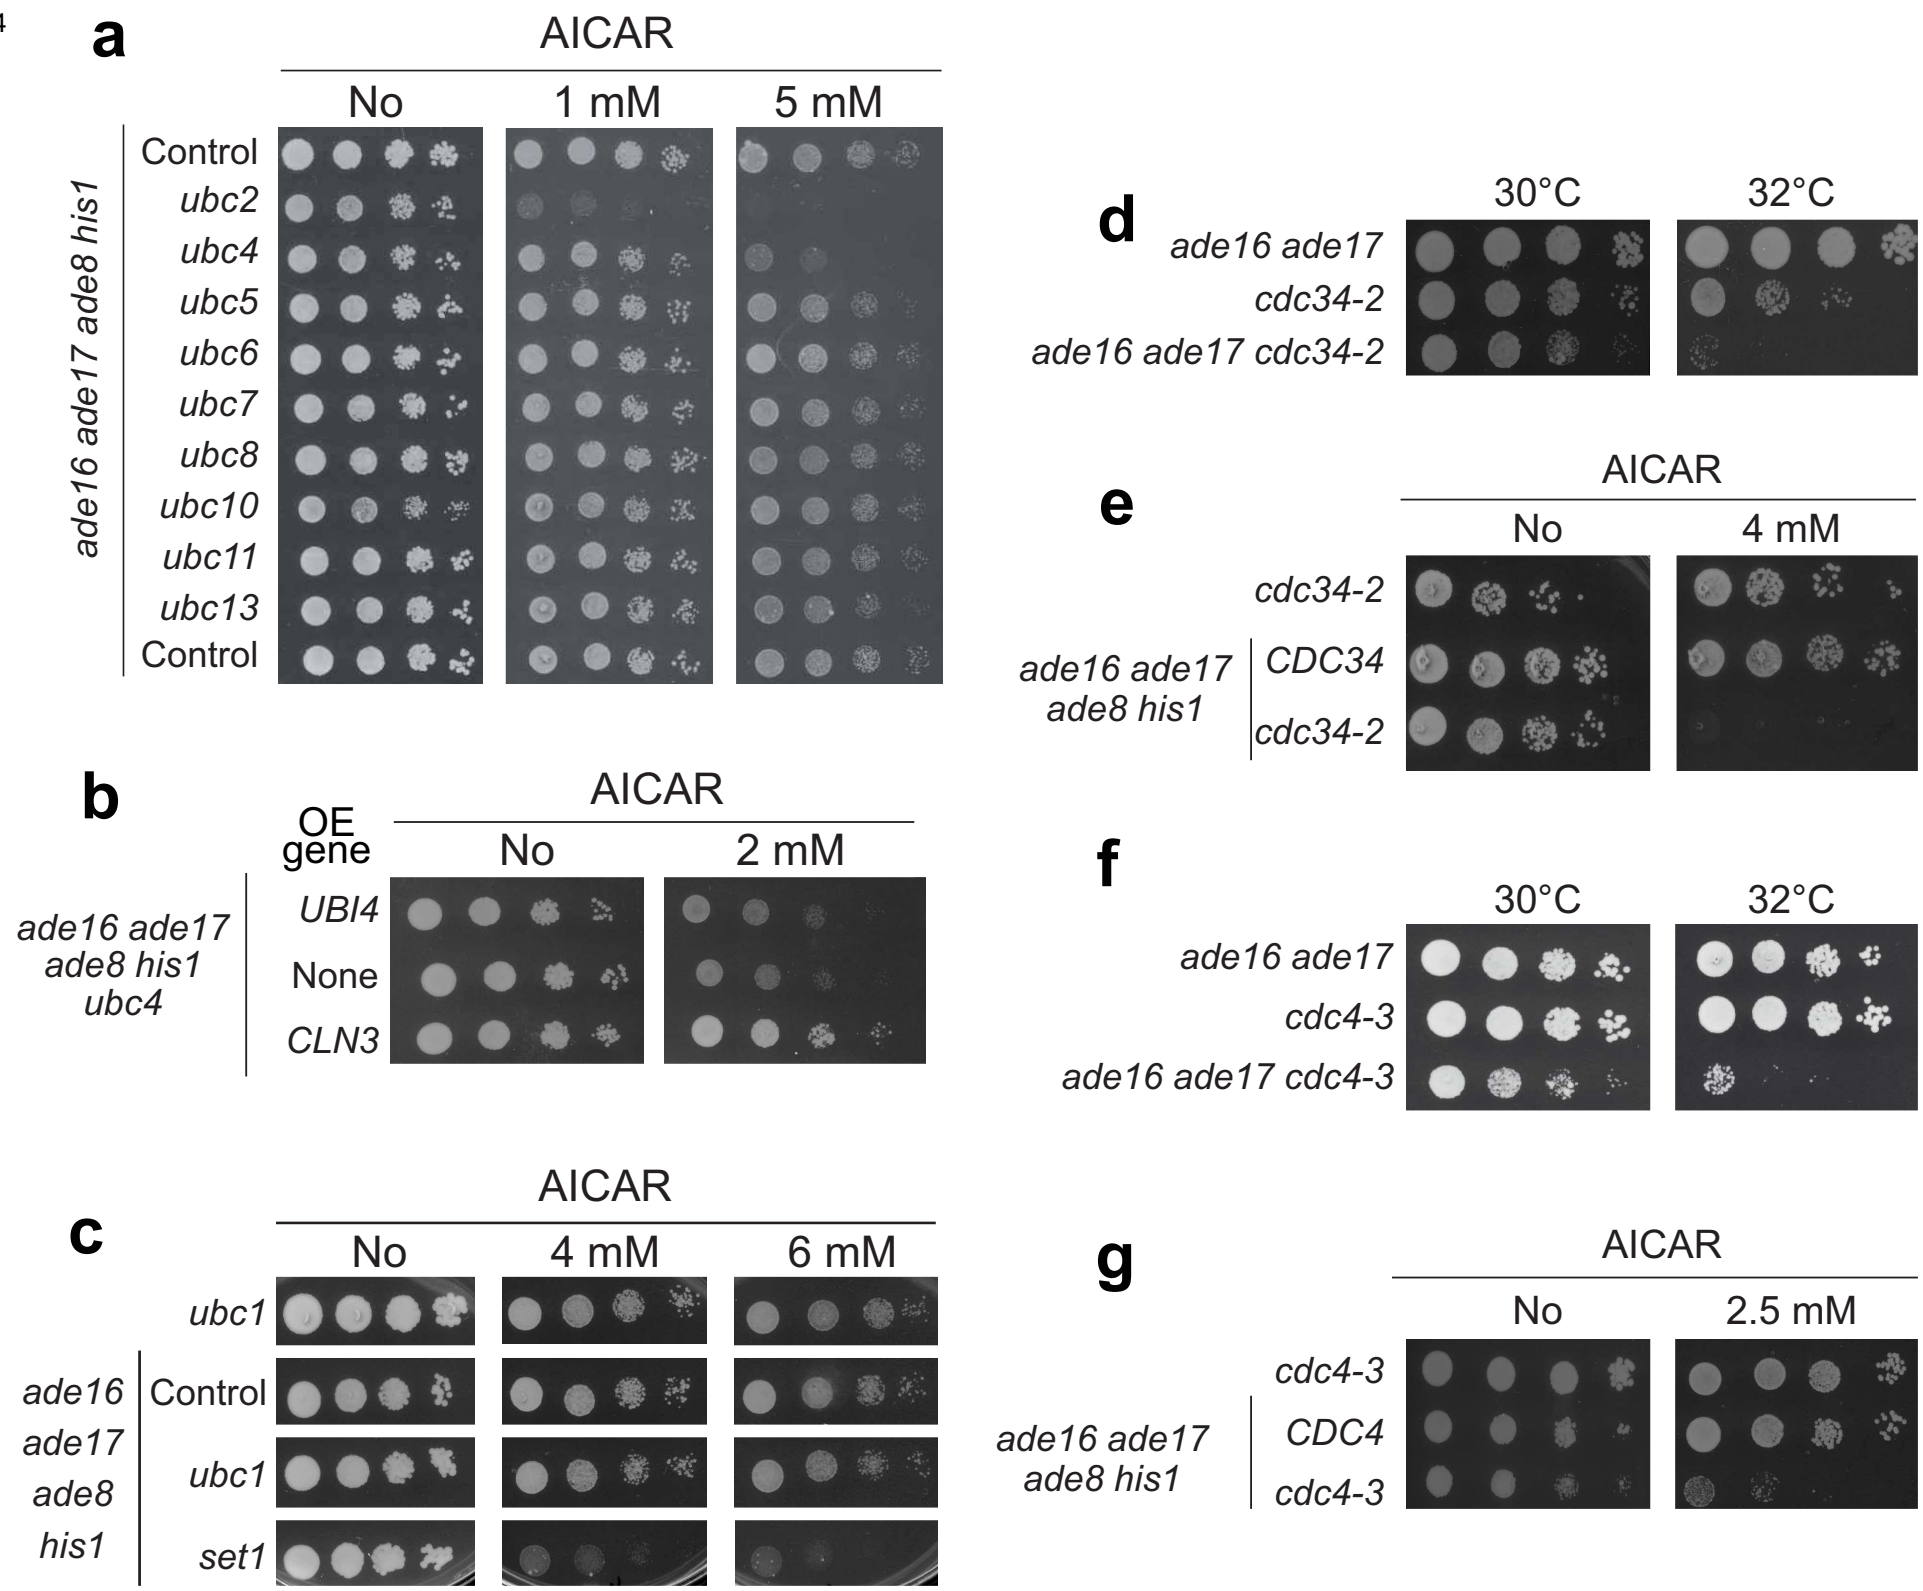 4
a
AICAR
No 1 mM 5 mM
ade16 ade17 ade8 his1
Control
ubc2
ubc4
ubc5
ubc6
ubc7
ubc8
ubc10
ubc11
ubc13
Control
b
AICAR
OE
gene
No 2 mM
ade16 ade17
ade8 his1
ubc4
UBI4
None
CLN3
c
AICAR
No 4 mM 6 mM
ubc1
ade16
ade17
ade8
his1
Control
ubc1
set1
d
30°C 32°C
ade16 ade17
cdc34-2
ade16 ade17 cdc34-2
e
AICAR
No 4 mM
cdc34-2
ade16 ade17
ade8 his1
CDC34
cdc34-2
f
30°C 32°C
ade16 ade17
cdc4-3
ade16 ade17 cdc4-3
g
AICAR
No 2.5 mM
cdc4-3
ade16 ade17
ade8 his1
CDC4
cdc4-3